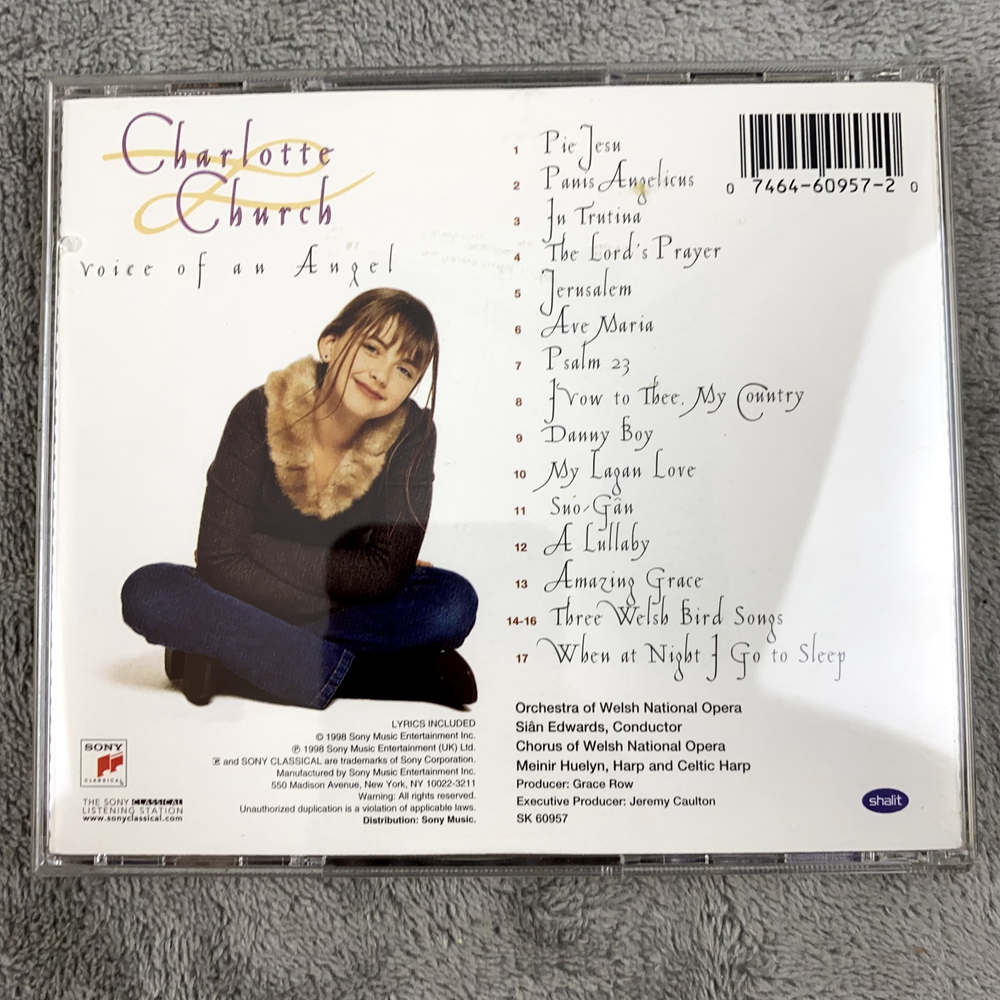 Charlotte
Church
voice of an Angel
1 Pie Jesu
2 Panis Angelicus
3 In Trutina
4 The Lord's Prayer
5 Jerusalem
6 Ave Maria
7 Psalm 23
8 I Vow to Thee, My Country
9 Danny Boy
10 My Lagan Love
11 Suo-Gân
12 A Lullaby
13 Amazing Grace
14-16 Three Welsh Bird Songs
17 When at Night I Go to Sleep
0 7464-60957-2 0
LYRICS INCLUDED
© 1998 Sony Music Entertainment Inc.
℗ 1998 Sony Music Entertainment (UK) Ltd.
and SONY CLASSICAL are trademarks of Sony Corporation.
Manufactured by Sony Music Entertainment Inc.
550 Madison Avenue, New York, NY 10022-3211
Warning: All rights reserved.
Unauthorized duplication is a violation of applicable laws.
Distribution: Sony Music.
SONY
CLASSICAL
THE SONY CLASSICAL
LISTENING STATION
www.sonyclassical.com
Orchestra of Welsh National Opera
Siân Edwards, Conductor
Chorus of Welsh National Opera
Meinir Huelyn, Harp and Celtic Harp
Producer: Grace Row
Executive Producer: Jeremy Caulton
SK 60957
shalit